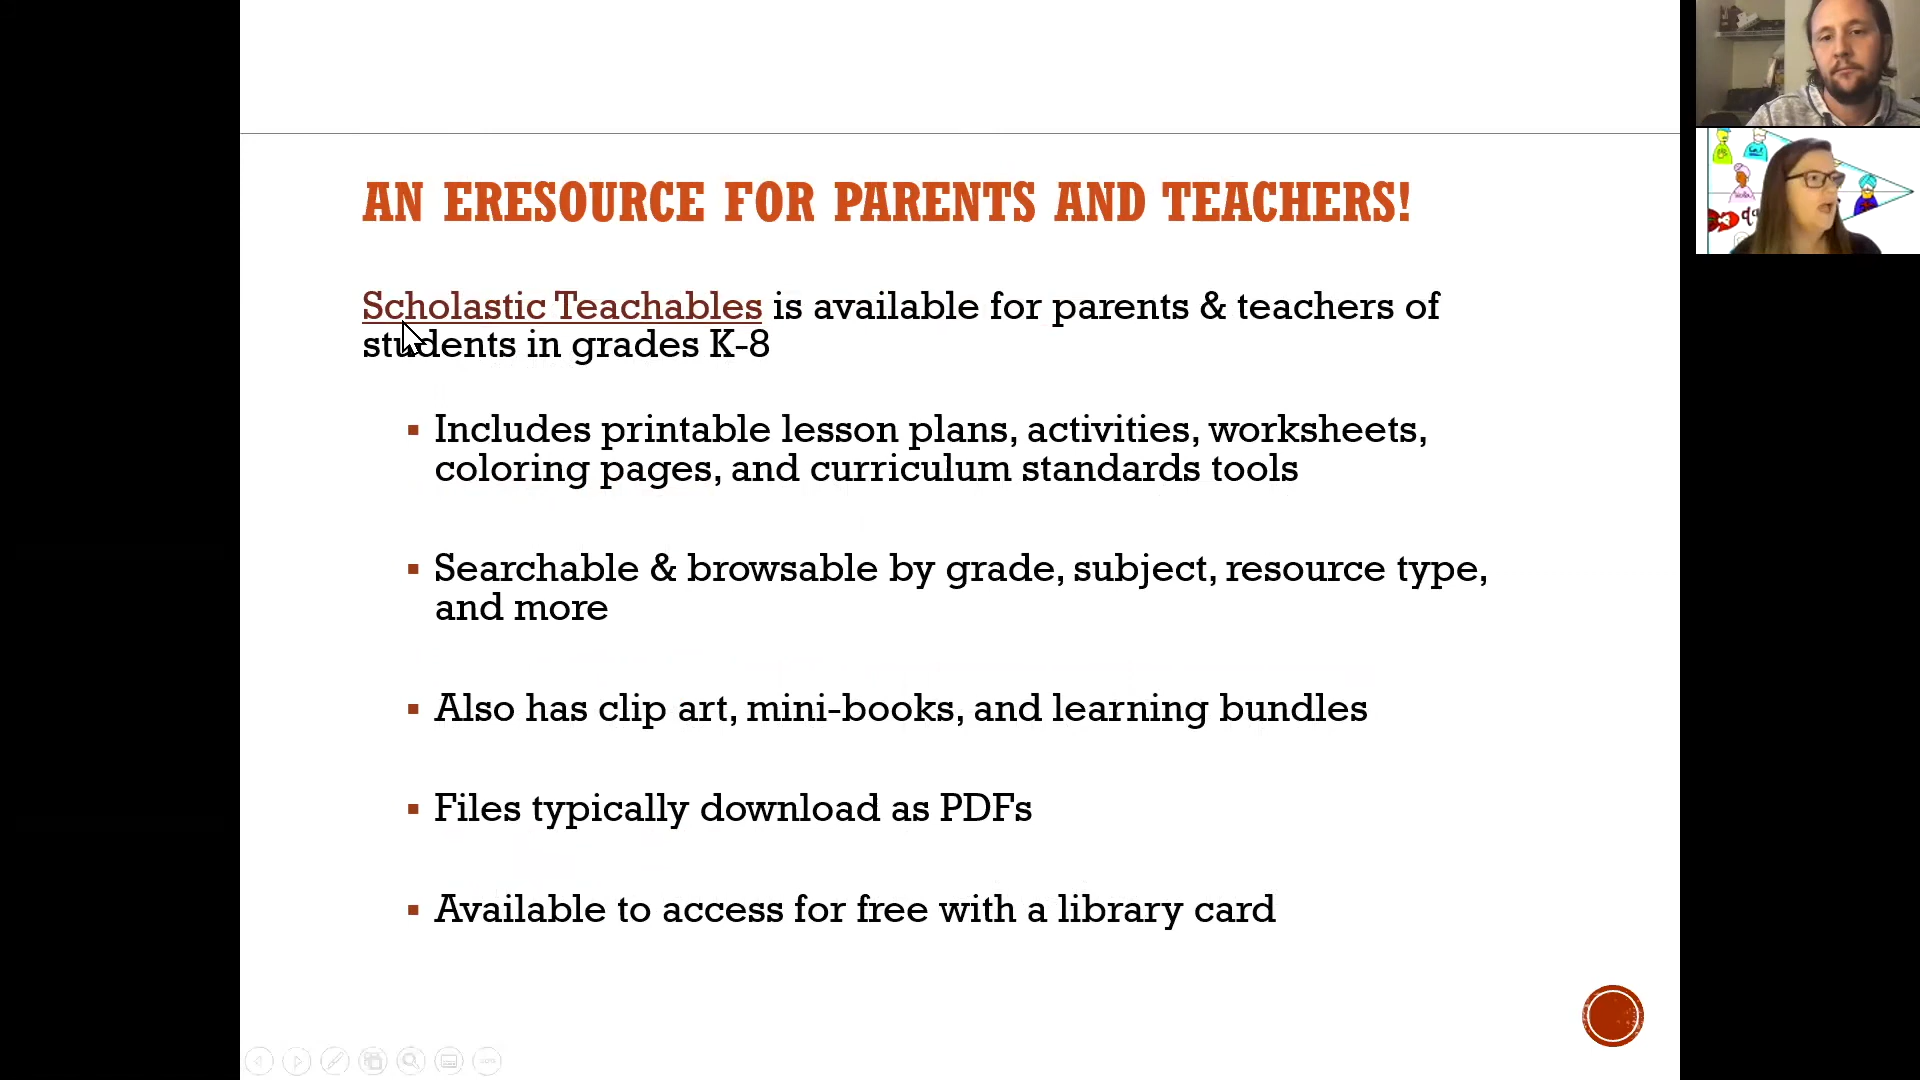 AN ERESOURCE FOR PARENTS AND TEACHERS!
Scholastic Teachables is available for parents & teachers of
students in grades K-8
▪ Includes printable lesson plans, activities, worksheets,
coloring pages, and curriculum standards tools
▪ Searchable & browsable by grade, subject, resource type,
and more
▪ Also has clip art, mini-books, and learning bundles
▪ Files typically download as PDFs
▪ Available to access for free with a library card